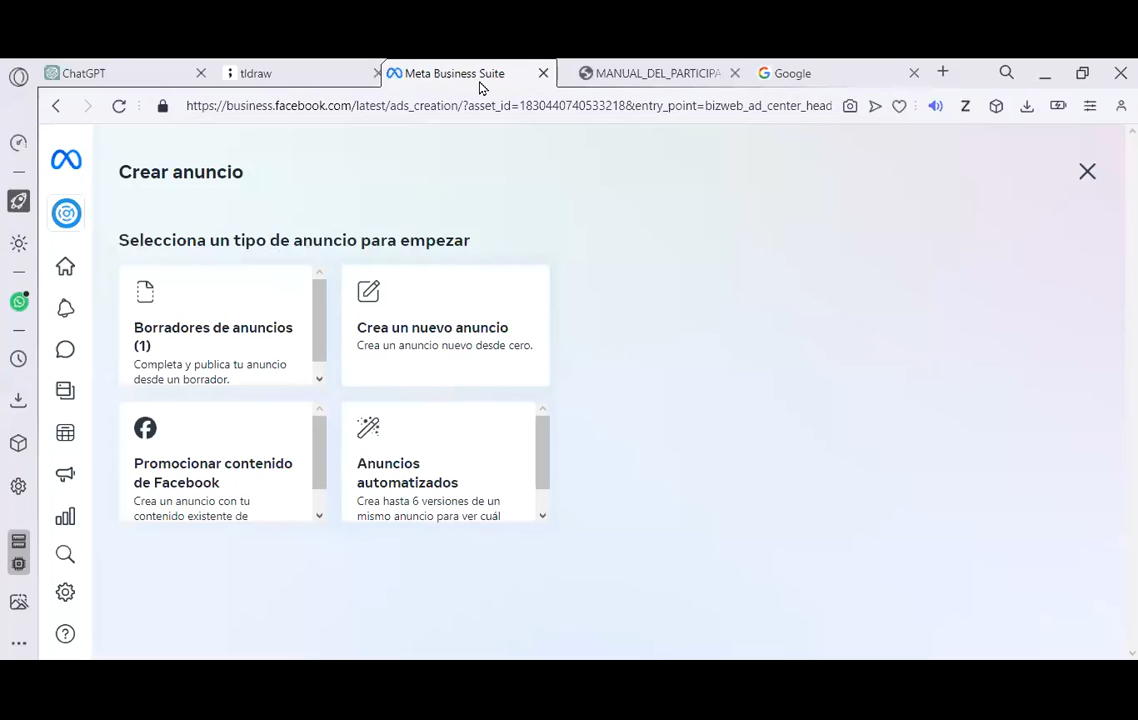 ChatGPT
tldraw
Meta Business Suite
MANUAL_DEL_PARTICIPA
Google
https://business.facebook.com/latest/ads_creation/?asset_id=1830440740533218&entry_point=bizweb_ad_center_head
Z
Crear anuncio
Selecciona un tipo de anuncio para empezar
Borradores de anuncios
(1)
Completa y publica tu anuncio
desde un borrador.
Crea un nuevo anuncio
Crea un anuncio nuevo desde cero.
Promocionar contenido
de Facebook
Crea un anuncio con tu
contenido existente de
Anuncios
automatizados
Crea hasta 6 versiones de un
mismo anuncio para ver cuál